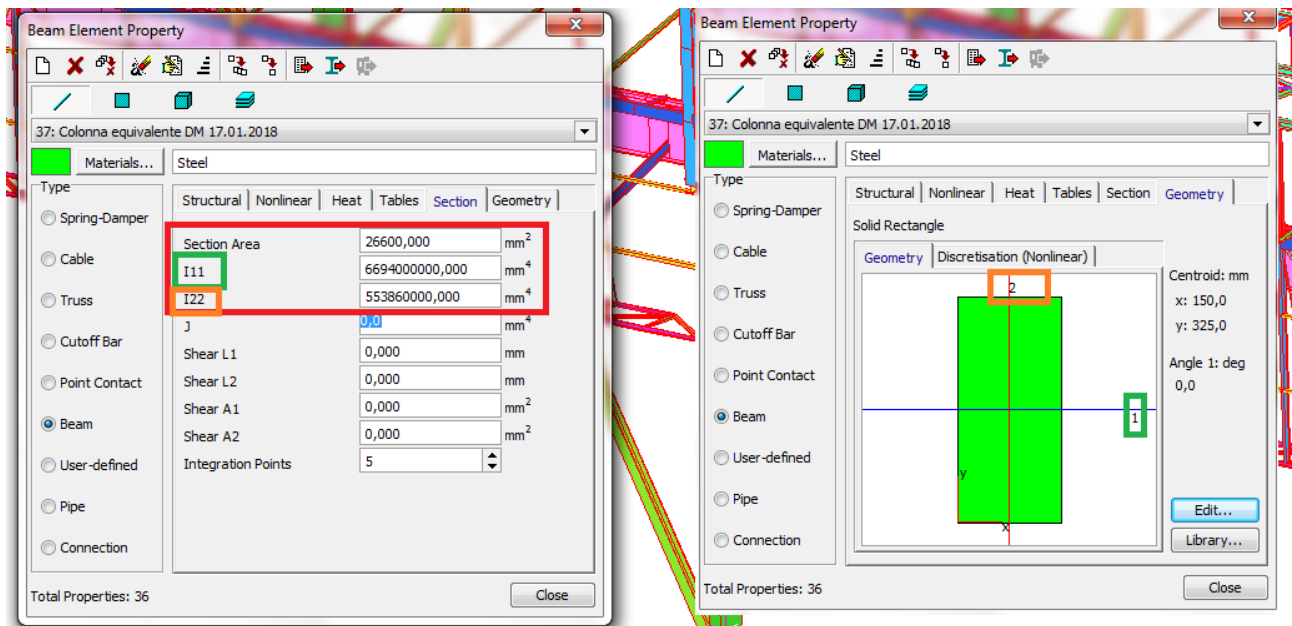 Beam Element Property
37: Colonna equivalente DM 17.01.2018
Materials... Steel
Type
Spring-Damper
Cable
Truss
Cutoff Bar
Point Contact
Beam
User-defined
Pipe
Connection
Structural Nonlinear Heat Tables Section Geometry
Section Area 26600,000 mm2
I11 6694000000,000 mm4
I22 553860000,000 mm4
J 0,0 mm4
Shear L1 0,000 mm
Shear L2 0,000 mm
Shear A1 0,000 mm2
Shear A2 0,000 mm2
Integration Points 5
Total Properties: 36 Close
Beam Element Property
37: Colonna equivalente DM 17.01.2018
Materials... Steel
Type
Spring-Damper
Cable
Truss
Cutoff Bar
Point Contact
Beam
User-defined
Pipe
Connection
Structural Nonlinear Heat Tables Section Geometry
Solid Rectangle
Geometry Discretisation (Nonlinear)
2
1
y
x
Centroid: mm
x: 150,0
y: 325,0
Angle 1: deg
0,0
Edit...
Library...
Total Properties: 36 Close